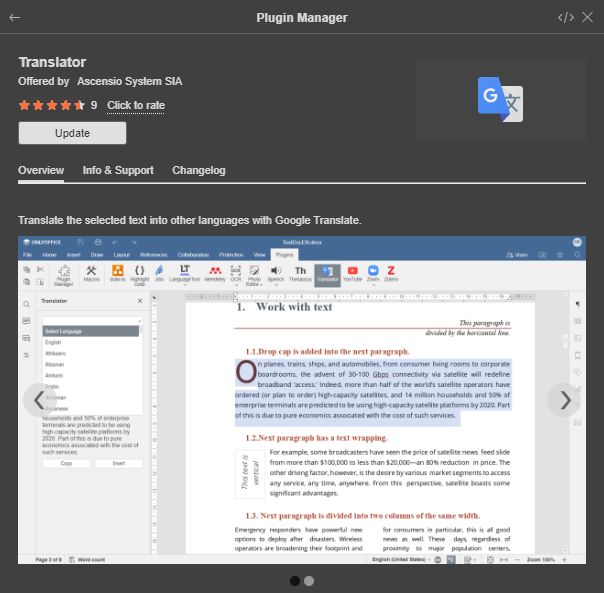 Plugin Manager
Translator
Offered by Ascensio System SIA
9 Click to rate
Update
Overview Info & Support Changelog
Translate the selected text into other languages with Google Translate.
ONLYOFFICE TestDocEN.docx
File Home Insert Draw Layout References Collaboration Protection View Plugins Share
Plugin Manager Macros Draw.io Highlight Code Jitsi LanguageTool Mendeley OCR Photo Editor Speech Thesaurus Translator YouTube Zoom Zotero
Translator
Select Language
English
Afrikaans
Albanian
Amharic
Arabic
Armenian
households and 50% of enterprise
terminals are predicted to be using
high-capacity satellite platforms by
2020. Part of this is due to pure
economics associated with the cost of
such services.
Copy Insert
1. Work with text
This paragraph is
divided by the horizontal line.
1.1.Drop cap is added into the next paragraph.
On planes, trains, ships, and automobiles, from consumer living rooms to corporate
boardrooms, the advent of 30-100 Gbps connectivity via satellite will redefine
broadband 'access.' Indeed, more than half of the world's satellite operators have
ordered (or plan to order) high-capacity satellites, and 14 million households and 50% of
enterprise terminals are predicted to be using high-capacity satellite platforms by 2020. Part
of this is due to pure economics associated with the cost of such services.
1.2.Next paragraph has a text wrapping.
This text is
vertical
For example, some broadcasters have seen the price of satellite news feed slide
from more than $100,000 to less than $20,000—an 80% reduction in price. The
other driving factor, however, is the desire by various market segments to access
any service, any time, anywhere. From this perspective, satellite boasts some
significant advantages.
1.3. Next paragraph is divided into two columns of the same width.
Emergency responders have powerful new
options to deploy after disasters. Wireless
operators are broadening their footprint and
for consumers in particular, this is all good
news as well. These days, regardless of
proximity to major population centers,
Page 2 of 6 Word count English (United States) Zoom 100%